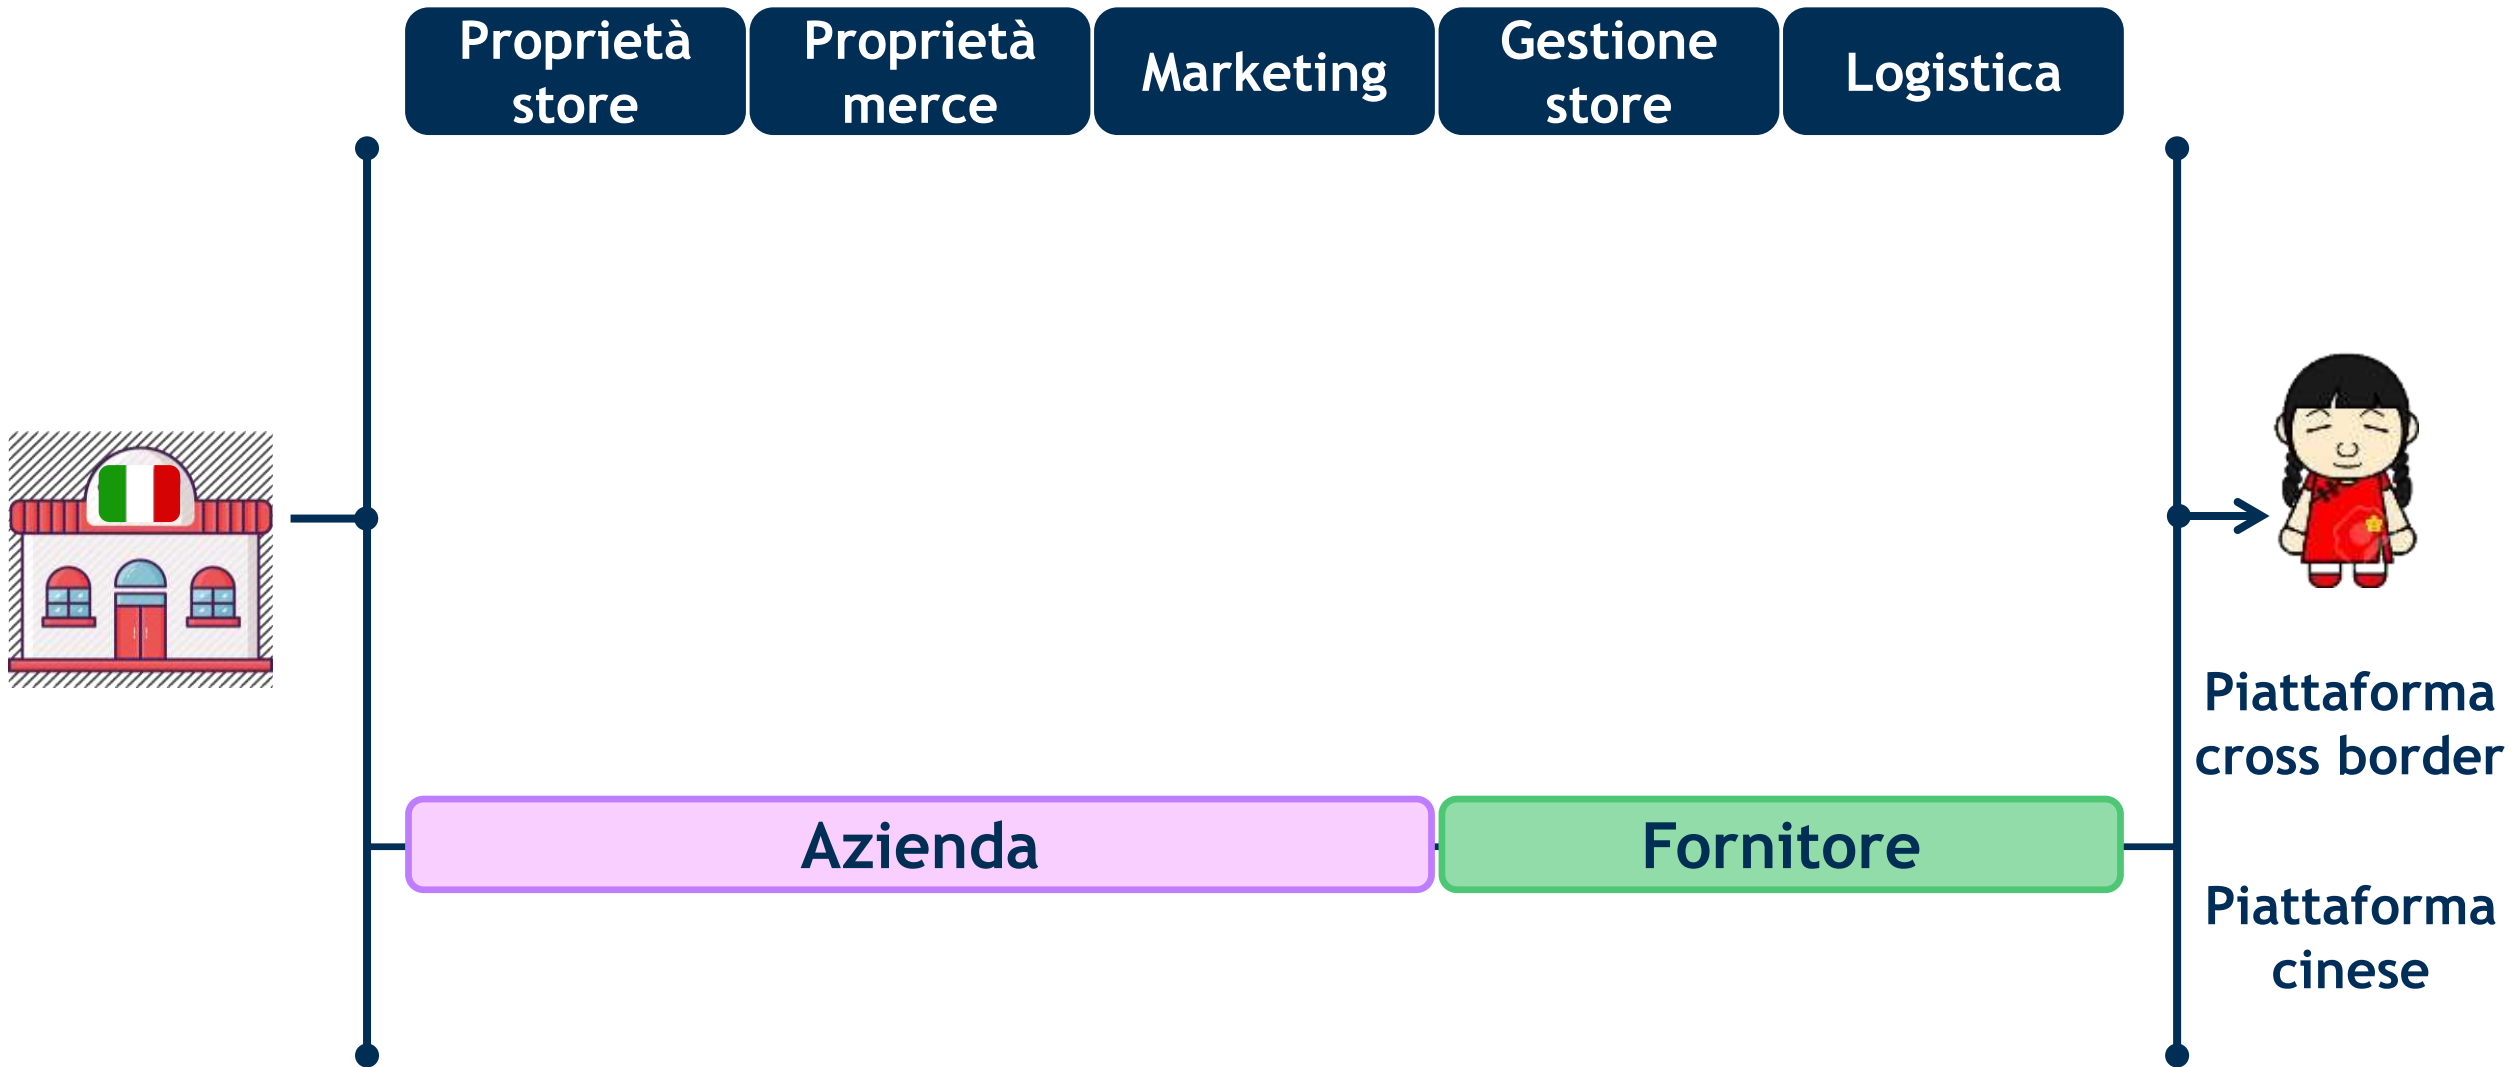 Proprietà
store
Proprietà
merce
Marketing
Gestione
store
Logistica
Piattaforma
cross border
Azienda
Fornitore
Piattaforma
cinese